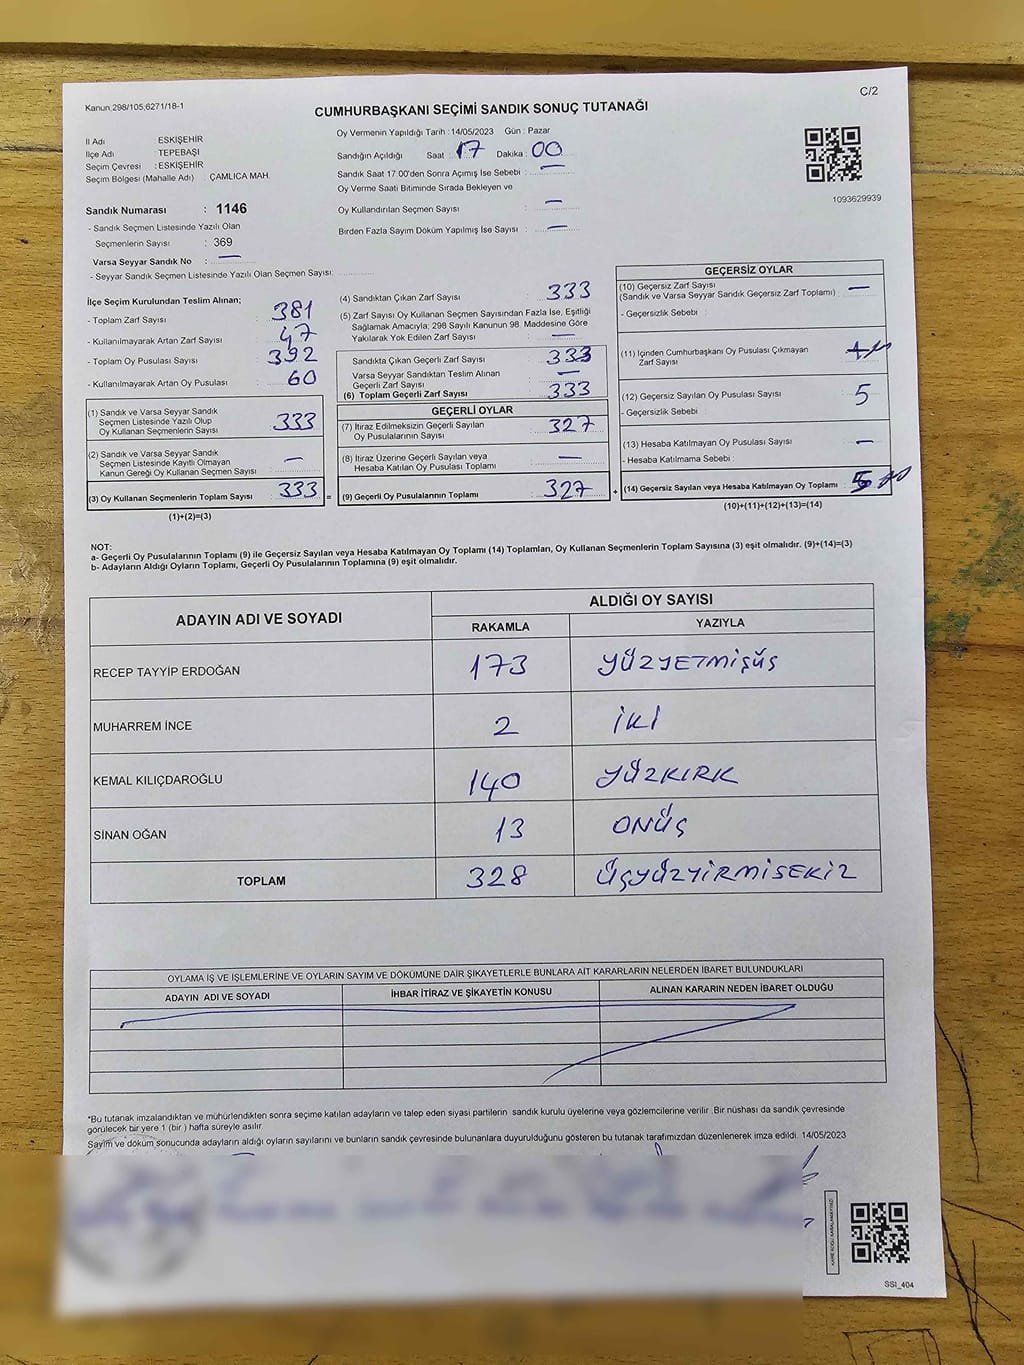 Kanun,298/105;6271/18-1
C/2
CUMHURBAŞKANI SEÇİMİ SANDIK SONUÇ TUTANAĞI
İl Adı : ESKİŞEHİR
İlçe Adı : TEPEBAŞI
Seçim Çevresi : ESKİŞEHİR
Seçim Bölgesi (Mahalle Adı) : ÇAMLICA MAH.
Sandık Numarası : 1146
- Sandık Seçmen Listesinde Yazılı Olan
Seçmenlerin Sayısı : 369
Varsa Seyyar Sandık No : —
- Seyyar Sandık Seçmen Listesinde Yazılı Olan Seçmen Sayısı:
Oy Vermenin Yapıldığı Tarih : 14/05/2023 Gün : Pazar
Sandığın Açıldığı Saat : 17 Dakika : 00
Sandık Saat 17.00'den Sonra Açımış İse Sebebi : —
Oy Verme Saati Bitiminde Sırada Bekleyen ve
Oy Kullandırılan Seçmen Sayısı : —
Birden Fazla Sayım Döküm Yapılmış İse Sayısı : —
1093629939
İlçe Seçim Kurulundan Teslim Alınan;
- Toplam Zarf Sayısı : 381
- Kullanılmayarak Artan Zarf Sayısı : 47
- Toplam Oy Pusulası Sayısı : 392
- Kullanılmayarak Artan Oy Pusulası : 60
(1) Sandık ve Varsa Seyyar Sandık
Seçmen Listesinde Yazılı Olup
Oy Kullanan Seçmenlerin Sayısı : 333
(2) Sandık ve Varsa Seyyar Sandık
Seçmen Listesinde Kayıtlı Olmayan
Kanun Gereği Oy Kullanan Seçmen Sayısı : —
(3) Oy Kullanan Seçmenlerin Toplam Sayısı : 333 =
(1)+(2)=(3)
(4) Sandıktan Çıkan Zarf Sayısı : 333
(5) Zarf Sayısı Oy Kullanan Seçmen Sayısından Fazla İse, Eşitliği
Sağlamak Amacıyla; 298 Sayılı Kanunun 98. Maddesine Göre
Yakılarak Yok Edilen Zarf Sayısı : —
Sandıkta Çıkan Geçerli Zarf Sayısı : 333
Varsa Seyyar Sandıktan Teslim Alınan
Geçerli Zarf Sayısı : —
(6) Toplam Geçerli Zarf Sayısı : 333
GEÇERLİ OYLAR
(7) İtiraz Edilmeksizin Geçerli Sayılan
Oy Pusulalarının Sayısı : 327
(8) İtiraz Üzerine Geçerli Sayılan veya
Hesaba Katılan Oy Pusulası Toplamı : —
(9) Geçerli Oy Pusulalarının Toplamı : 327 +
GEÇERSİZ OYLAR
(10) Geçersiz Zarf Sayısı : —
(Sandık ve Varsa Seyyar Sandık Geçersiz Zarf Toplamı)
- Geçersizlik Sebebi :
(11) İçinden Cumhurbaşkanı Oy Pusulası Çıkmayan
Zarf Sayısı :
(12) Geçersiz Sayılan Oy Pusulası Sayısı : 5
- Geçersizlik Sebebi :
(13) Hesaba Katılmayan Oy Pusulası Sayısı : —
- Hesaba Katılmama Sebebi :
(14) Geçersiz Sayılan veya Hesaba Katılmayan Oy Toplamı :
(10)+(11)+(12)+(13)=(14)
NOT:
a- Geçerli Oy Pusulalarının Toplamı (9) ile Geçersiz Sayılan veya Hesaba Katılmayan Oy Toplamı (14) Toplamları, Oy Kullanan Seçmenlerin Toplam Sayısına (3) eşit olmalıdır. (9)+(14)=(3)
b- Adayların Aldığı Oyların Toplamı, Geçerli Oy Pusulalarının Toplamına (9) eşit olmalıdır.
ADAYIN ADI VE SOYADI
ALDIĞI OY SAYISI
RAKAMLA YAZIYLA
RECEP TAYYİP ERDOĞAN 173 YÜZYETMİŞÜŞ
MUHARREM İNCE 2 İKİ
KEMAL KILIÇDAROĞLU 140 YÜZKIRK
SİNAN OĞAN 13 ONÜÇ
TOPLAM 328 ÜÇYÜZYİRMİSEKİZ
OYLAMA İŞ VE İŞLEMLERİNE VE OYLARIN SAYIM VE DÖKÜMÜNE DAİR ŞİKAYETLERLE BUNLARA AİT KARARLARIN NELERDEN İBARET BULUNDUKLARI
ADAYIN ADI VE SOYADI İHBAR İTİRAZ VE ŞİKAYETİN KONUSU ALINAN KARARIN NEDEN İBARET OLDUĞU
*Bu tutanak imzalandıktan ve mühürlendikten sonra seçime katılan adayların ve talep eden siyasi partilerin sandık kurulu üyelerine veya gözlemcilerine verilir .Bir nüshası da sandık çevresinde
görülecek bir yere 1 (bir ) hafta süreyle asılır.
Sayım ve döküm sonucunda adayların aldığı oyların sayılarını ve bunların sandık çevresinde bulunanlara duyurulduğunu gösteren bu tutanak tarafımızdan düzenlenerek imza edildi. 14/05/2023
SSI_404